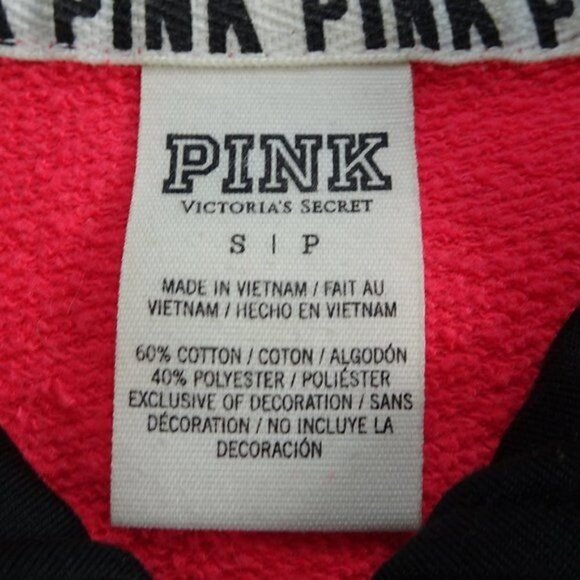 PINK PINK P
PINK
VICTORIA'S SECRET
S | P
MADE IN VIETNAM / FAIT AU
VIETNAM / HECHO EN VIETNAM
60% COTTON / COTON / ALGODÓN
40% POLYESTER / POLIÉSTER
EXCLUSIVE OF DECORATION / SANS
DÉCORATION / NO INCLUYE LA
DECORACIÓN